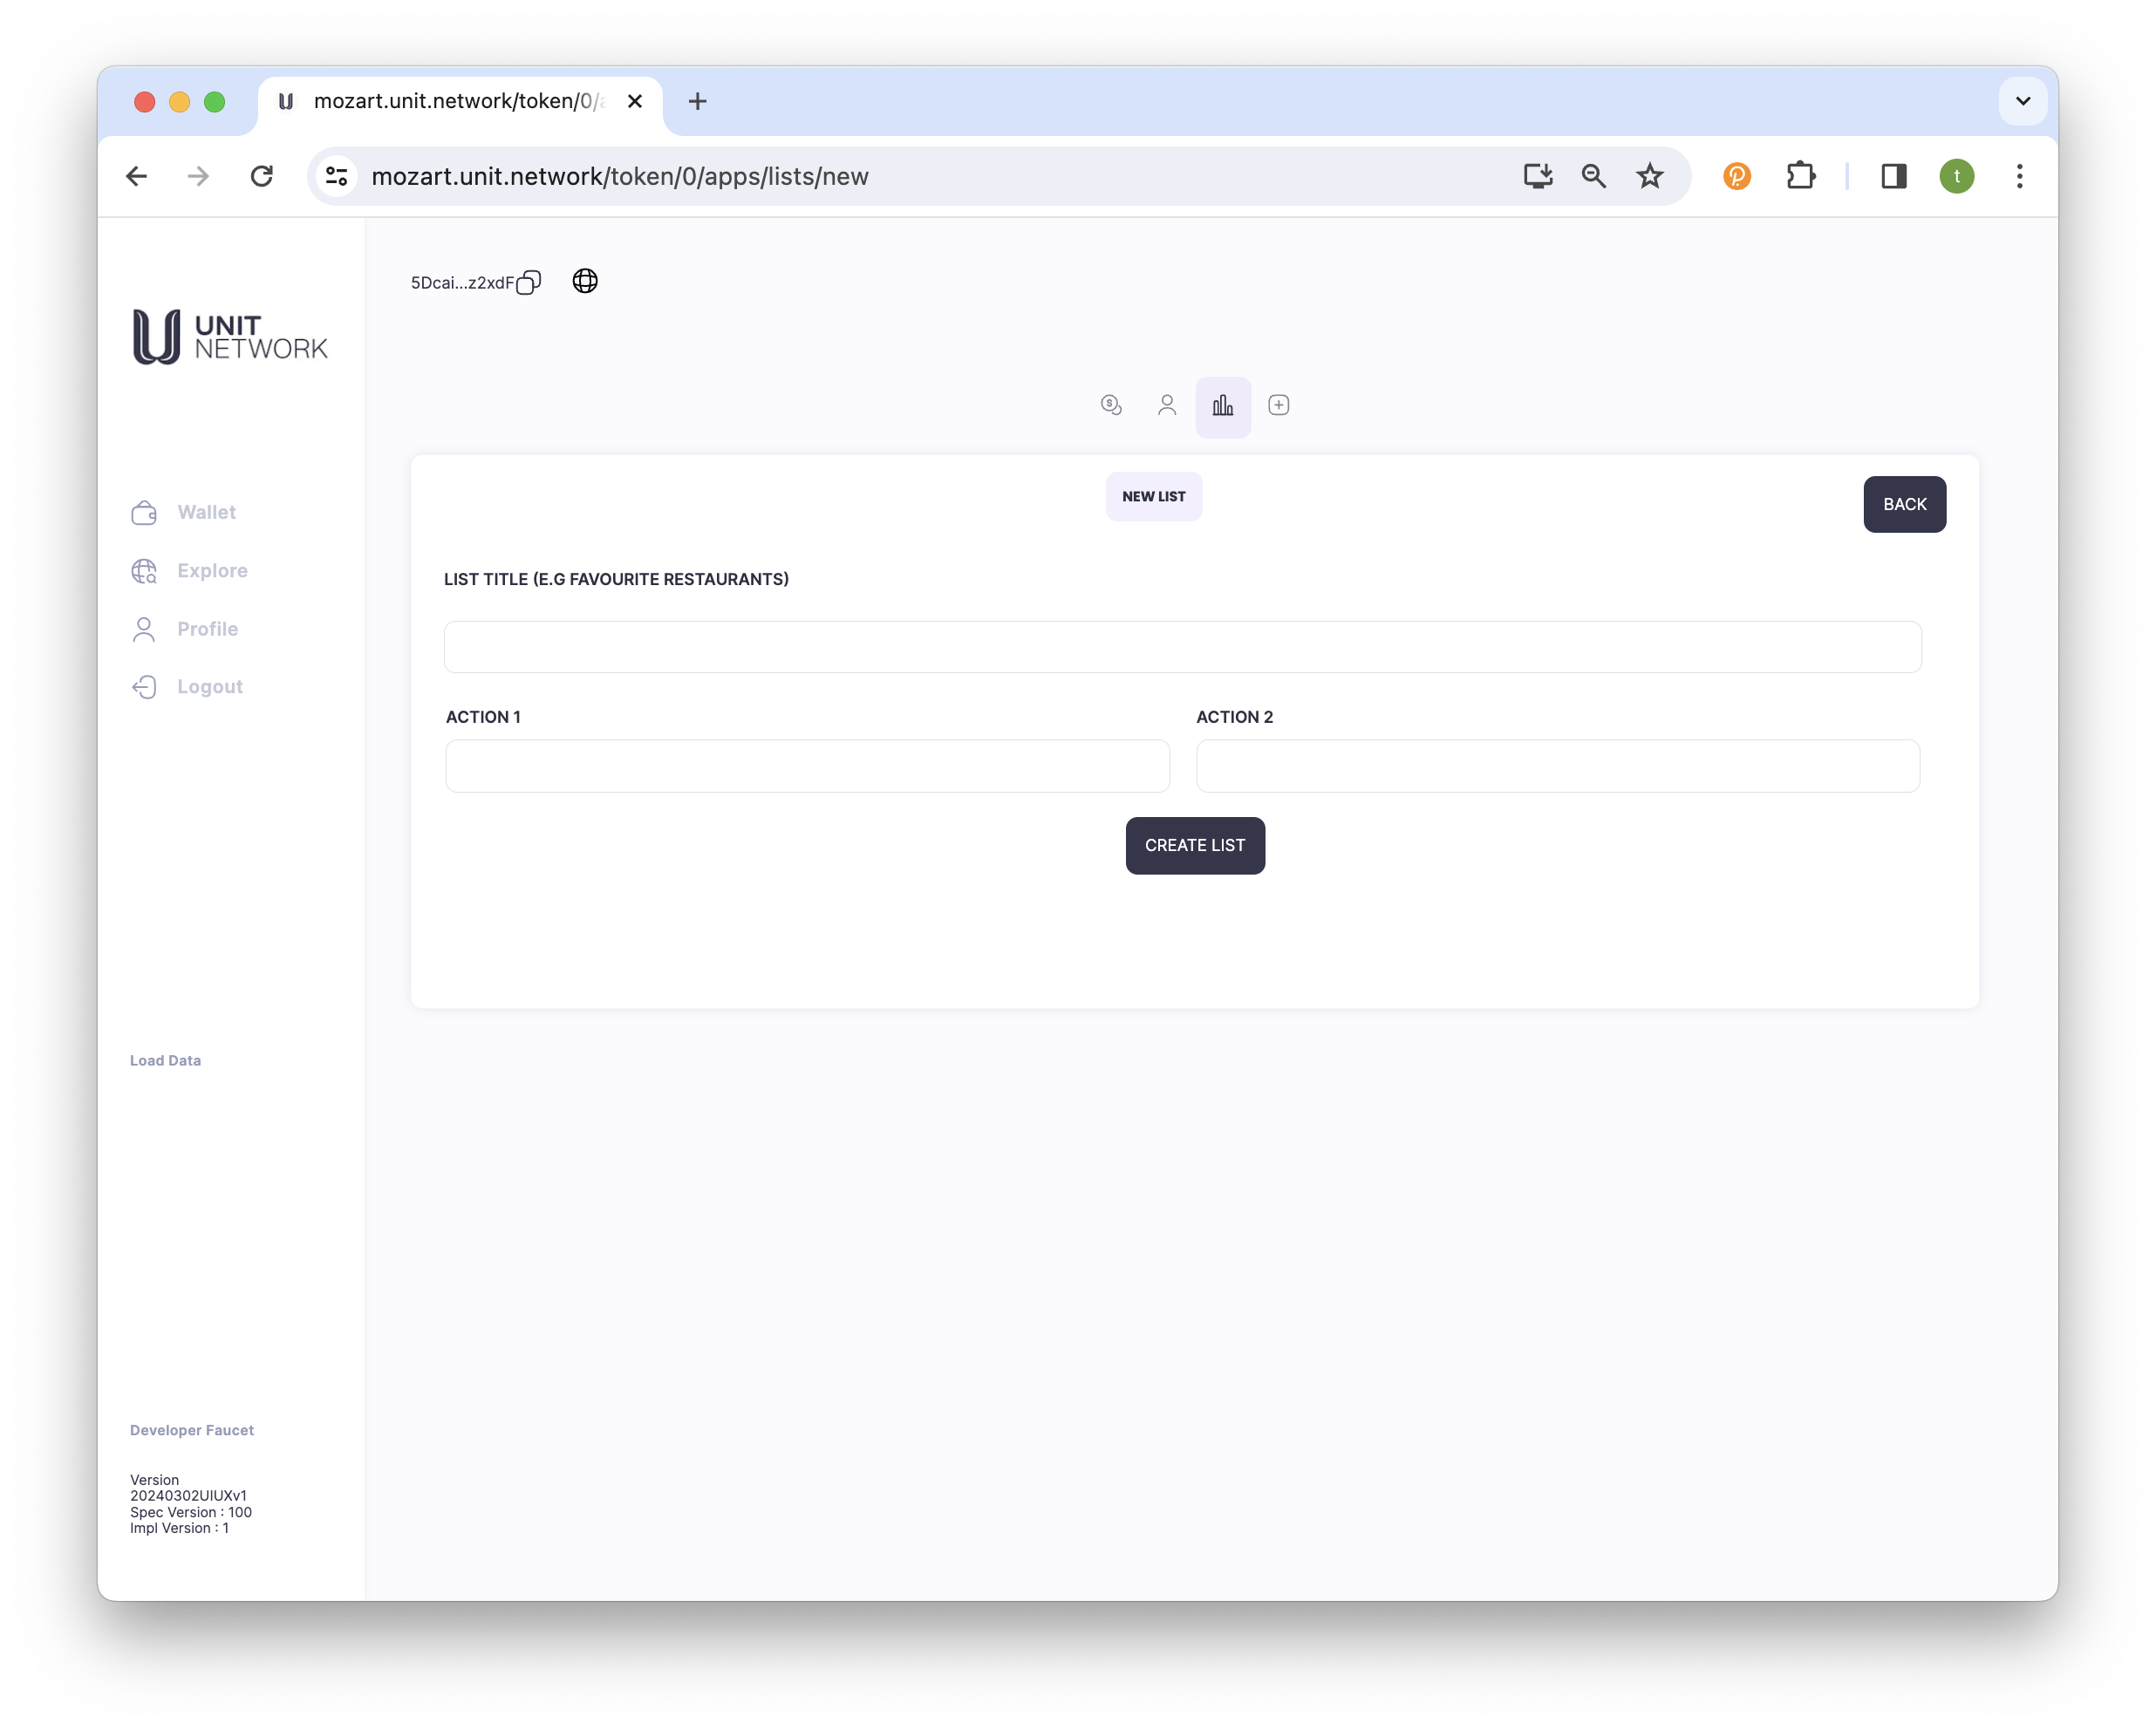 mozart.unit.network/token/0/a
mozart.unit.network/token/0/apps/lists/new
t
5Dcai...z2xdF
UNIT
NETWORK
Wallet
Explore
Profile
Logout
NEW LIST
BACK
LIST TITLE (E.G FAVOURITE RESTAURANTS)
ACTION 1
ACTION 2
CREATE LIST
Load Data
Developer Faucet
Version
20240302UIUXv1
Spec Version : 100
Impl Version : 1